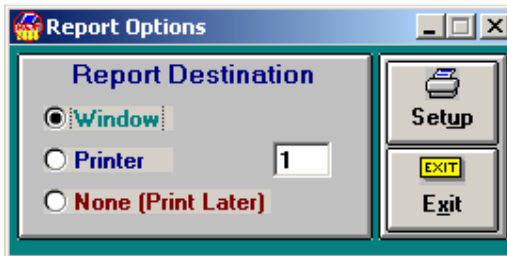 Report Options
Report Destination
Window
Printer 1
None (Print Later)
Setup
EXIT
Exit